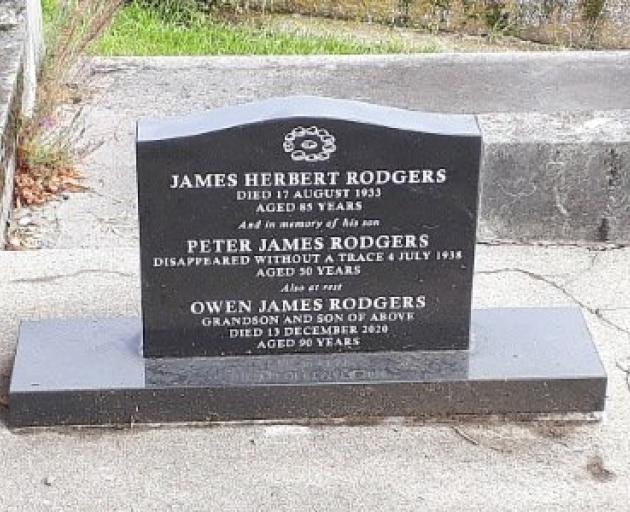 JAMES HERBERT RODGERS
DIED 17 AUGUST 1933
AGED 85 YEARS
And in memory of his son
PETER JAMES RODGERS
DISAPPEARED WITHOUT A TRACE 4 JULY 1938
AGED 50 YEARS
Also at rest
OWEN JAMES RODGERS
GRANDSON AND SON OF ABOVE
DIED 13 DECEMBER 2020
AGED 90 YEARS